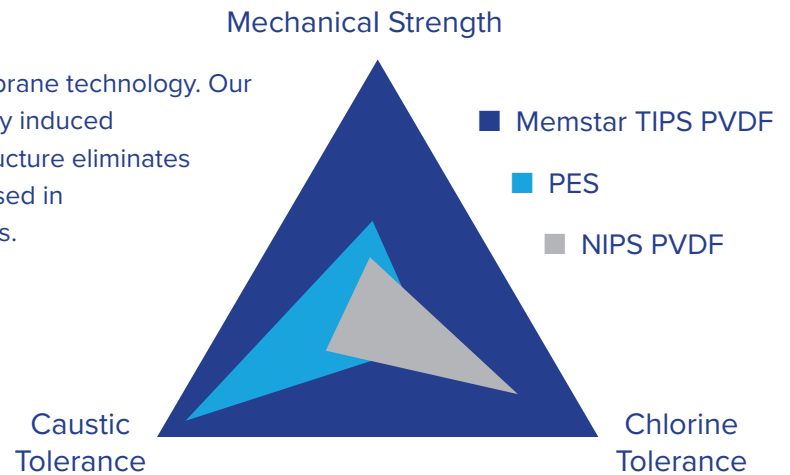 Mechanical Strength
brane technology. Our
y induced
ucture eliminates
sed in
s.
Memstar TIPS PVDF
PES
NIPS PVDF
Caustic
Tolerance
Chlorine
Tolerance